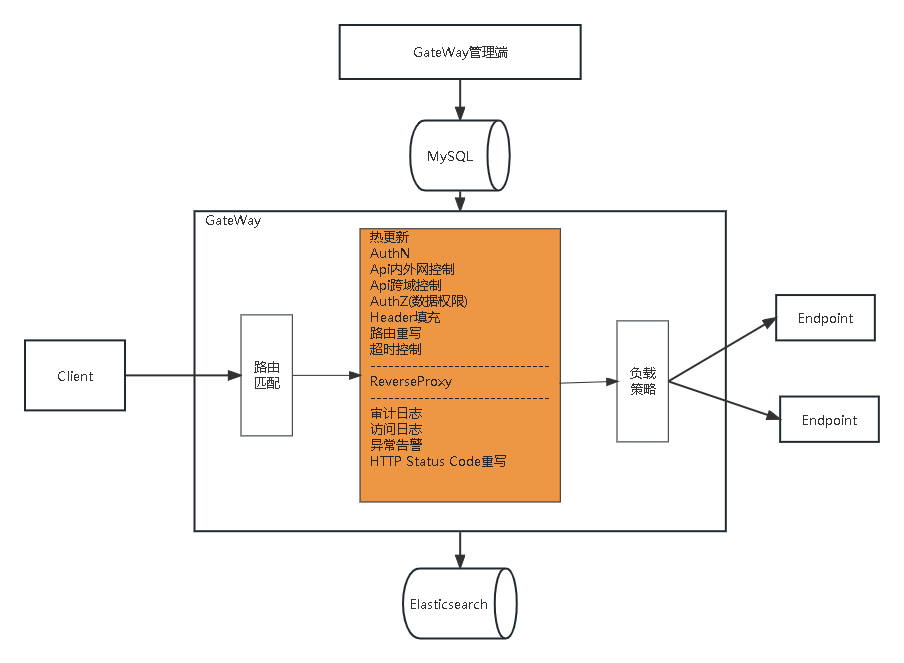 GateWay管理端
MySQL
GateWay
热更新
AuthN
Api内外网控制
Api跨域控制
AuthZ(数据权限)
Header填充
路由重写
超时控制
--------------------------------
ReverseProxy
--------------------------------
审计日志
访问日志
异常告警
HTTP Status Code重写
Client
路由
匹配
负载
策略
Endpoint
Endpoint
Elasticsearch